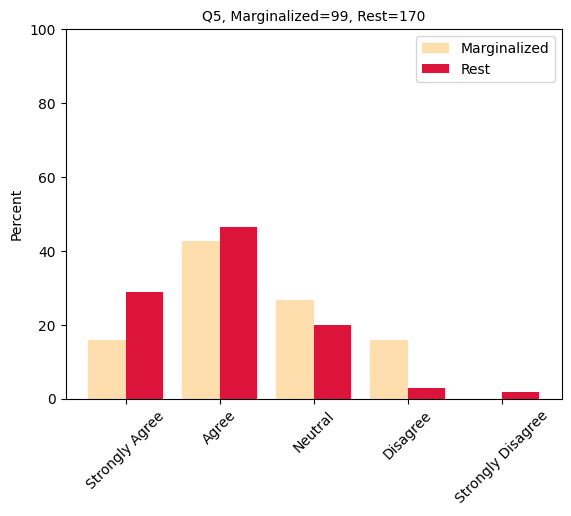 Q5, Marginalized=99, Rest=170
Marginalized
Rest
Percent
100
80
60
40
20
0
Strongly Agree
Agree
Neutral
Disagree
Strongly Disagree